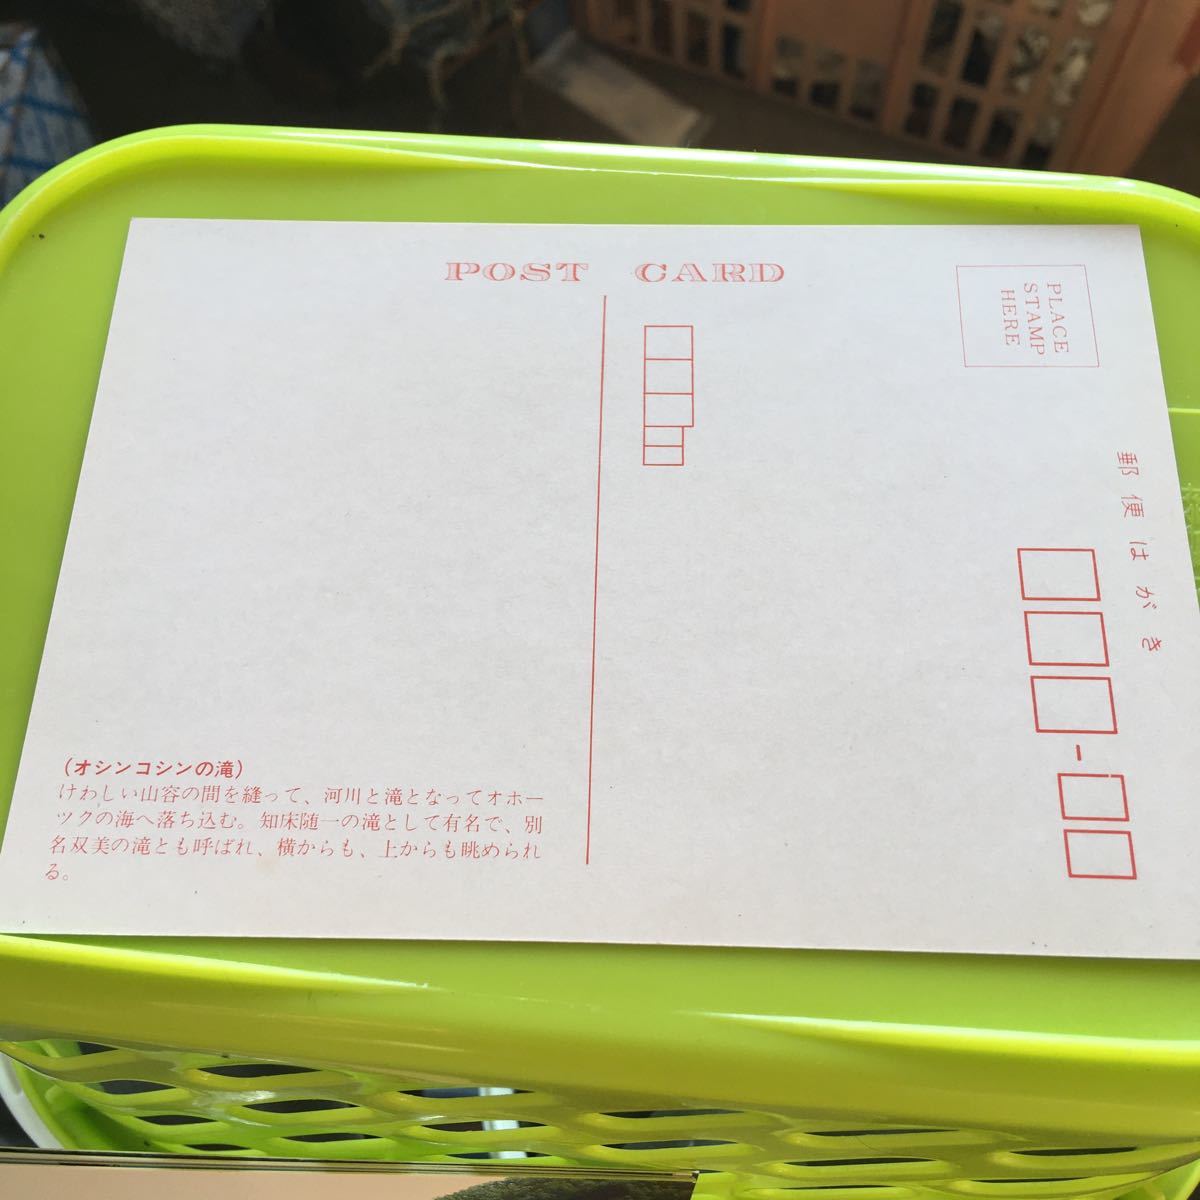 POST CARD
PLACE
STAMP
HERE
郵便はがき
(オシンコシンの滝)
けわしい山容の間を縫って、河川と滝となってオホー
ツクの海へ落ち込む。知床随一の滝として有名で、別
名双美の滝とも呼ばれ、横からも、上からも眺められ
る。